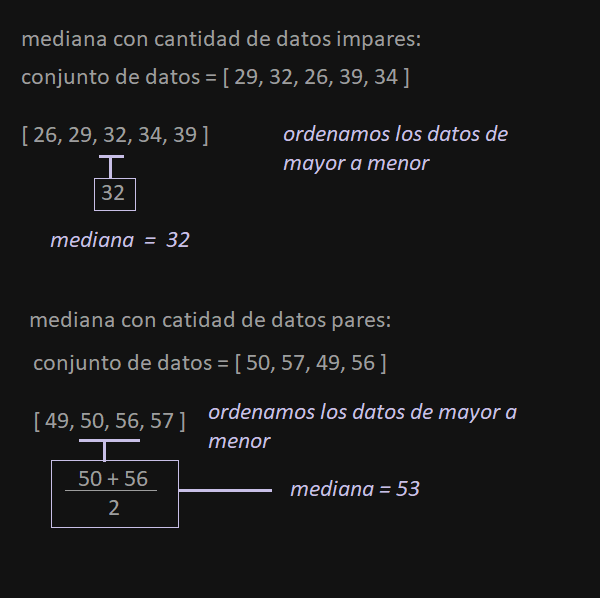 mediana con cantidad de datos impares:
conjunto de datos = [ 29, 32, 26, 39, 34 ]
[ 26, 29, 32, 34, 39 ]
ordenamos los datos de
mayor a menor
32
mediana = 32
mediana con catidad de datos pares:
conjunto de datos = [ 50, 57, 49, 56 ]
[ 49, 50, 56, 57 ]
ordenamos los datos de mayor a
menor
50 + 56
2
mediana = 53